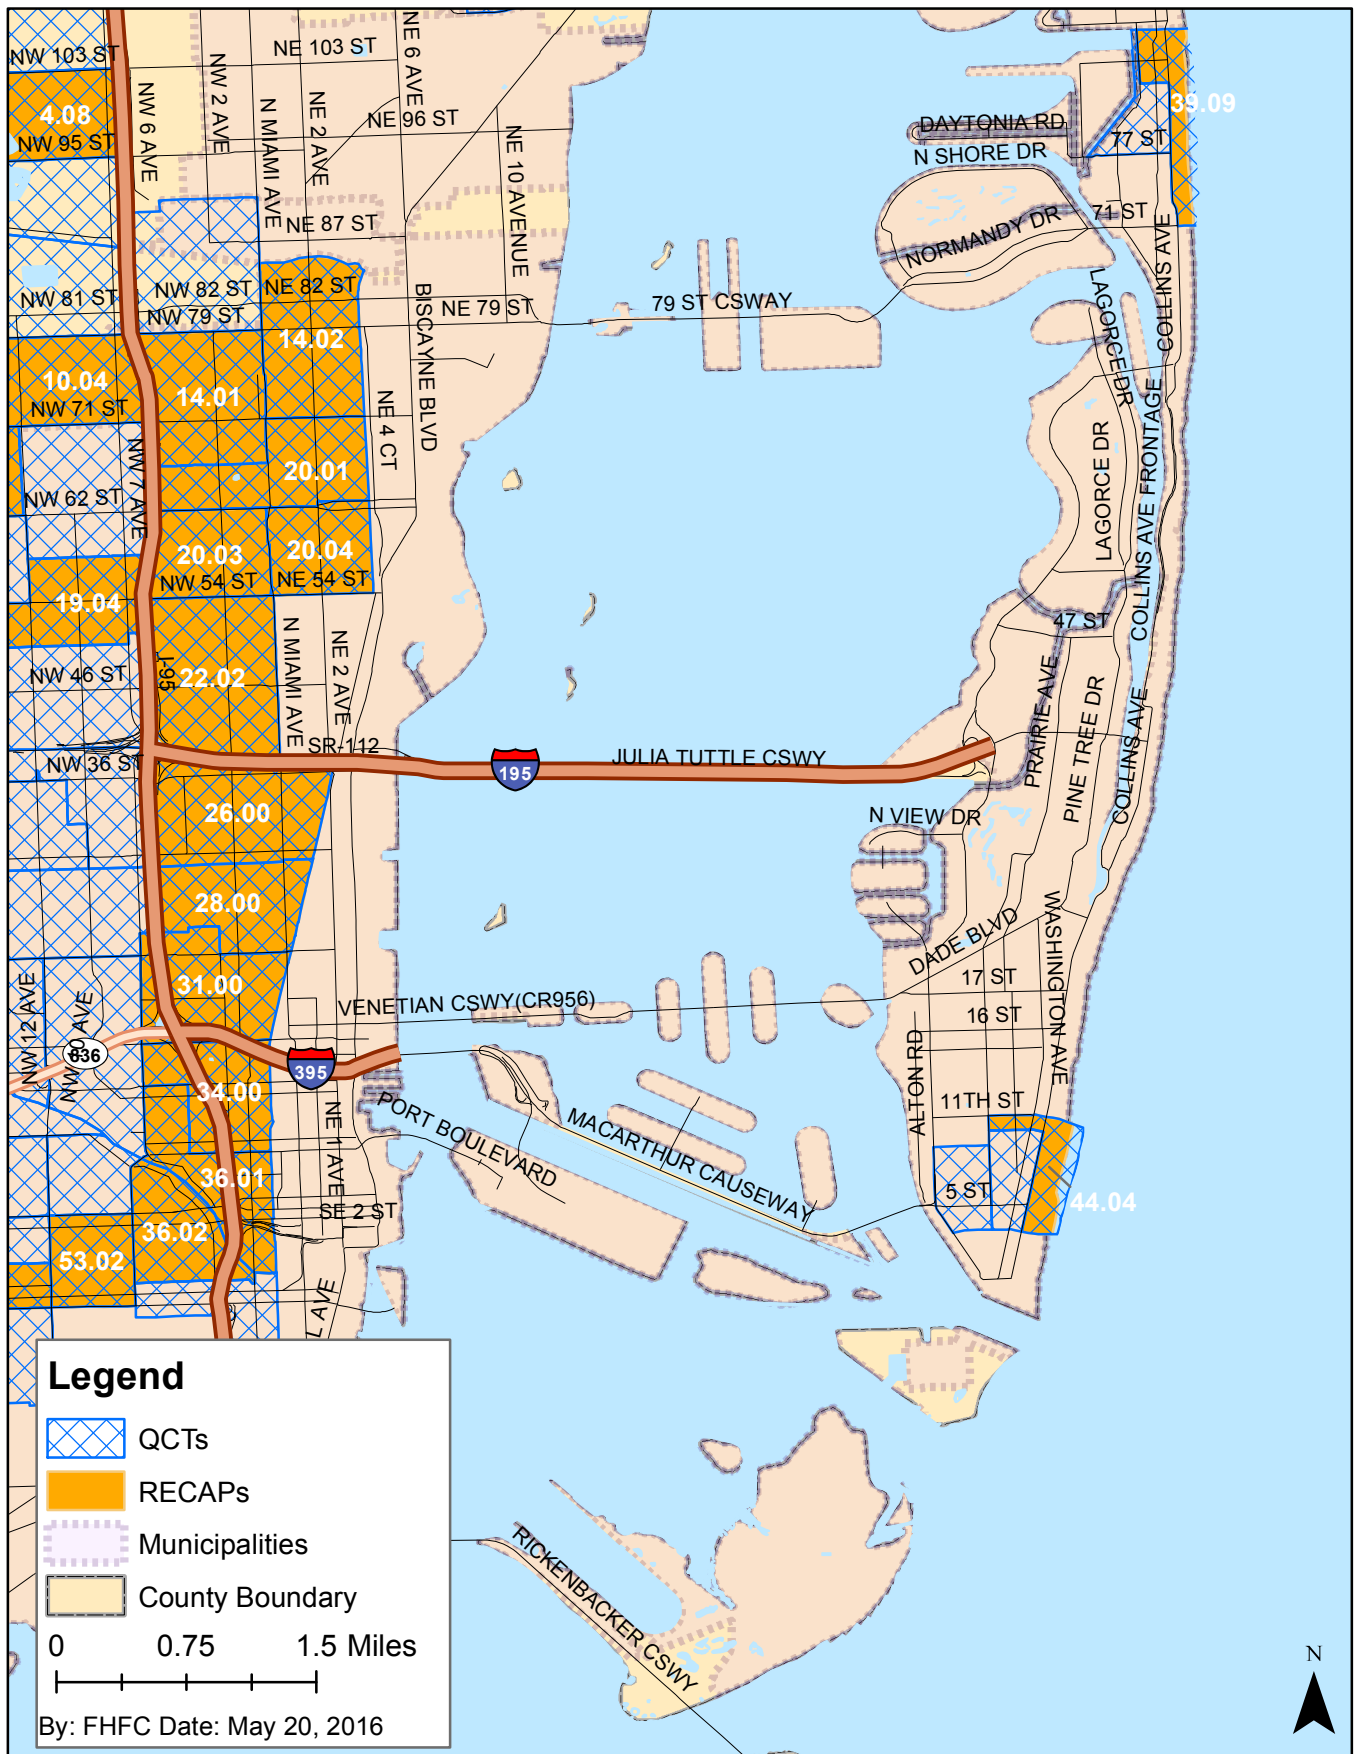 NW 103 ST
NE 103 ST
NE 6 AVE
NW 2 AVE
4.08
NW 6 AVE
N MIAMI AVE
NE 2 AVE
NE 96 ST
NW 95 ST
NE 10 AVENUE
39.09
DAYTONIA RD
77 ST
N SHORE DR
NE 87 ST
71 ST
NORMANDY DR
COLLINS AVE
NW 82 ST
NE 82 ST
NW 81 ST
NW 79 ST
NE 79 ST
79 ST CSWAY
BISCAYNE BLVD
LAGORCE DR
14.02
10.04
14.01
NW 71 ST
NE 4 CT
NW 7 AVE
LAGORCE DR
COLLINS AVE FRONTAGE
20.01
NW 62 ST
20.03
20.04
NW 54 ST
NE 54 ST
19.04
47 ST
N MIAMI AVE
NE 2 AVE
NW 46 ST
I-95
22.02
PRAIRIE AVE
PINE TREE DR
COLLINS AVE
SR-112
JULIA TUTTLE CSWY
NW 36 ST
195
26.00
N VIEW DR
28.00
WASHINGTON AVE
DADE BLVD
17 ST
31.00
NW 12 AVE
VENETIAN CSWY(CR956)
16 ST
836
395
34.00
ALTON RD
11TH ST
PORT BOULEVARD
MACARTHUR CAUSEWAY
NE 1 AVE
36.01
5 ST
44.04
SE 2 ST
36.02
53.02
L AVE
Legend
QCTs
RECAPs
Municipalities
County Boundary
0 0.75 1.5 Miles
By: FHFC Date: May 20, 2016
RICKENBACKER CSWY
N